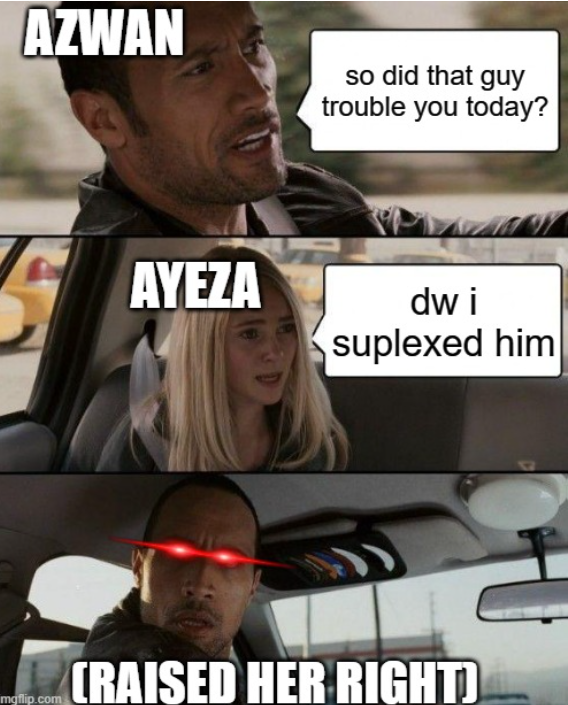 AZWAN
so did that guy
trouble you today?
AYEZA
dw i
suplexed him
(RAISED HER RIGHT)
imgflip.com